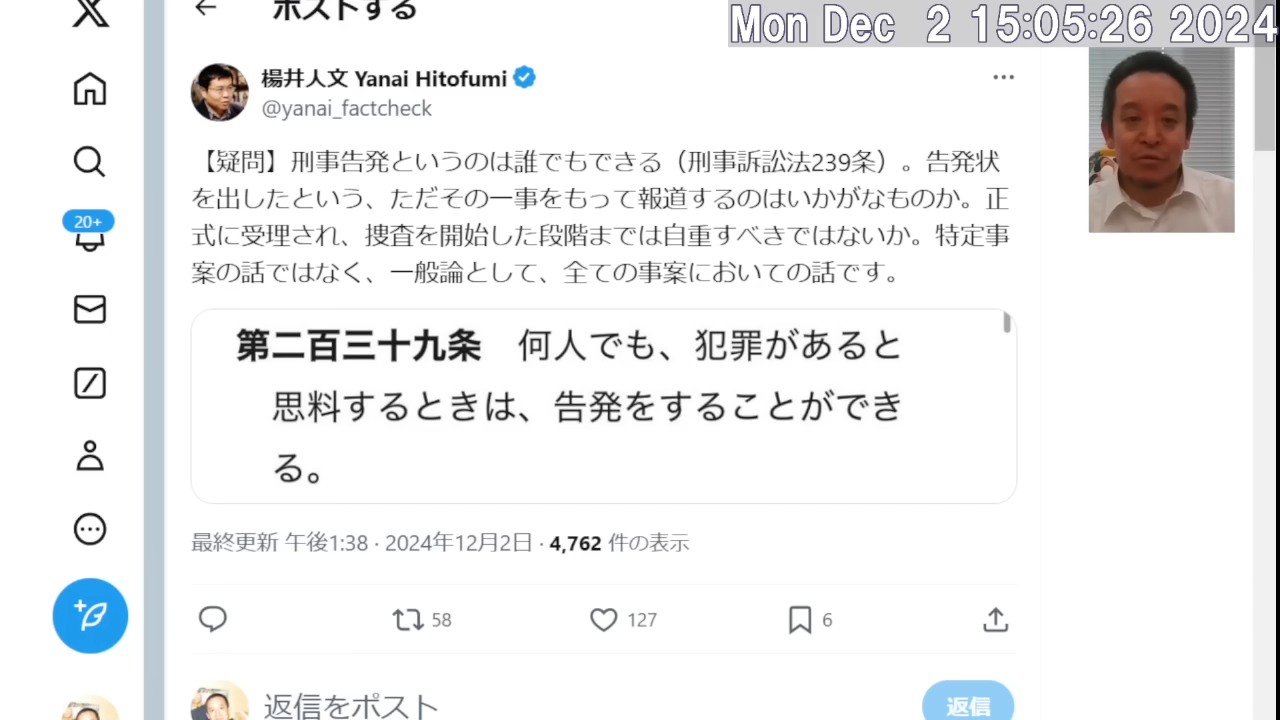 ポストする
Mon Dec 2 15:05:26 2024
楊井人文 Yanai Hitofumi
@yanai_factcheck
【疑問】刑事告発というのは誰でもできる（刑事訴訟法239条）。告発状
を出したという、ただその一事をもって報道するのはいかがなものか。正
式に受理され、捜査を開始した段階までは自重すべきではないか。特定事
案の話ではなく、一般論として、全ての事案においての話です。
20+
第二百三十九条　何人でも、犯罪があると
思料するときは、告発をすることができ
る。
最終更新 午後1:38 · 2024年12月2日 · 4,762 件の表示
58 127 6
返信をポスト
返信